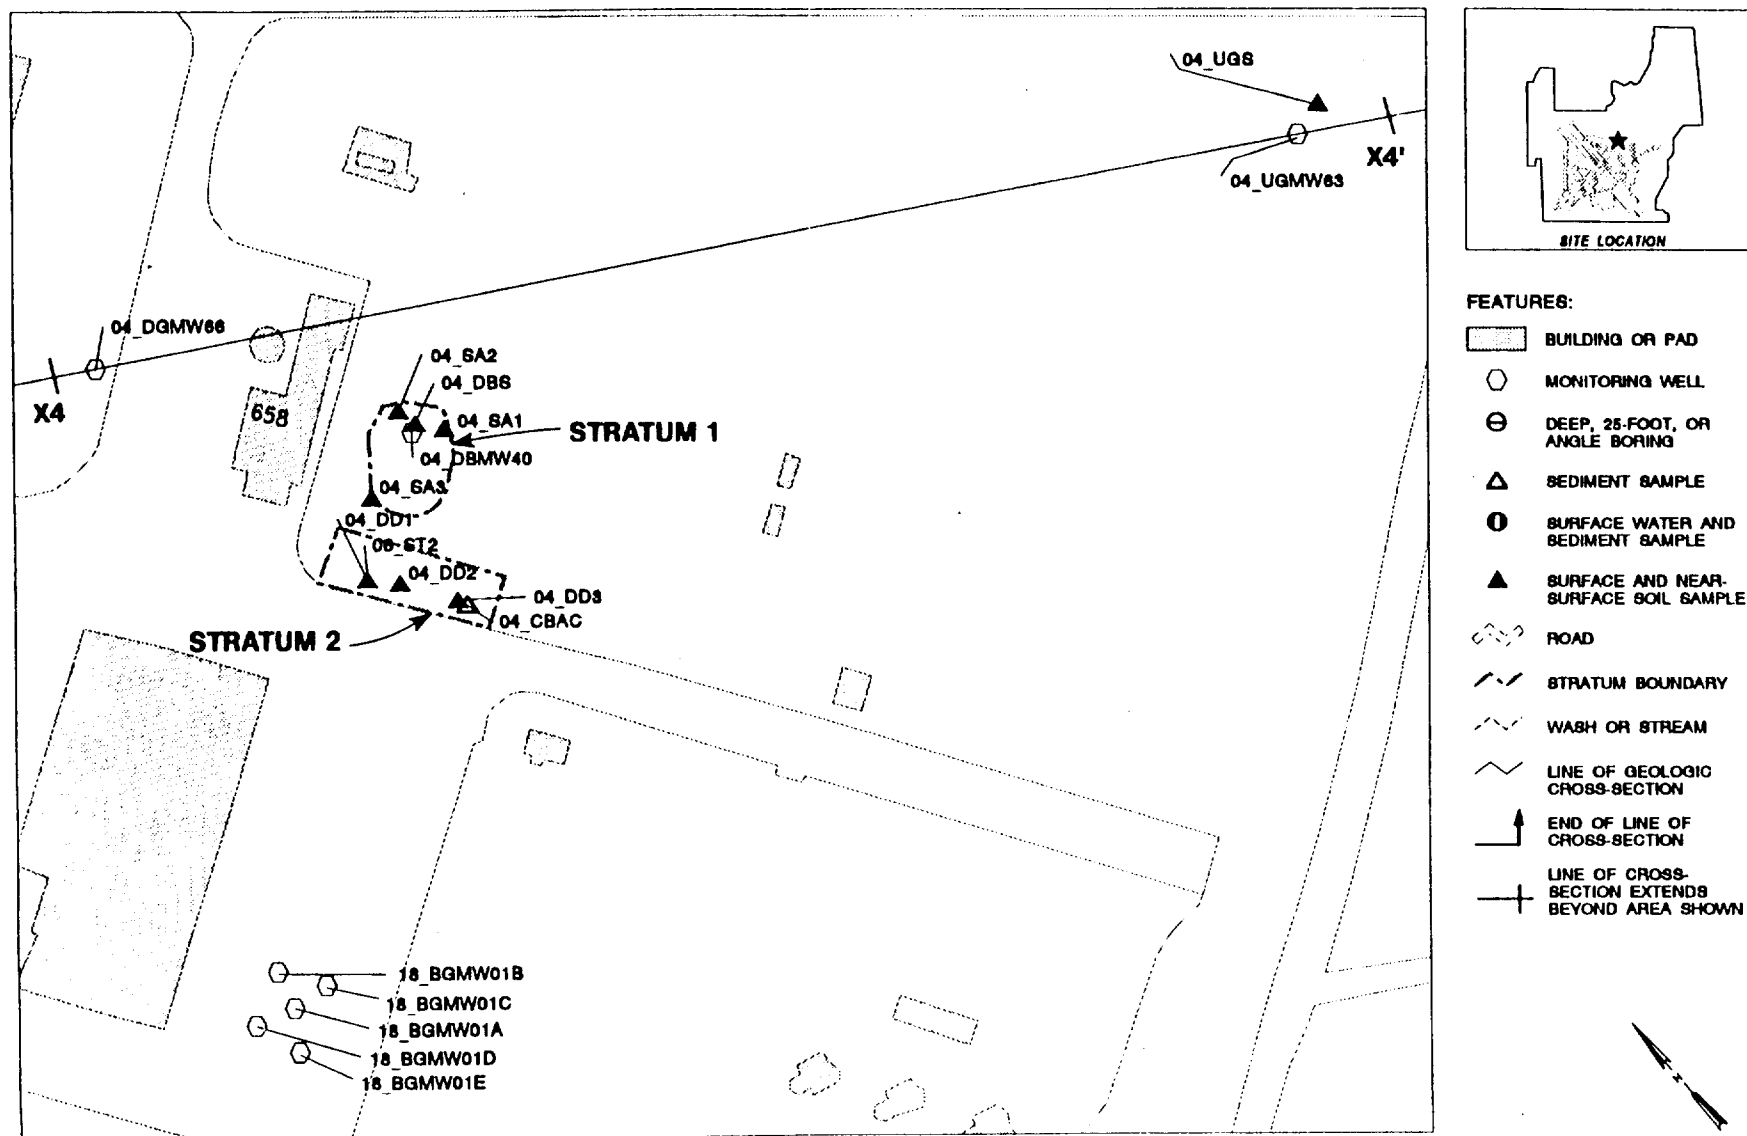 04_UGS
X4'
04_UGMW63
04_DGMW66
X4
658
04_SA2
04_DBS
04_SA1
STRATUM 1
04_DBMW40
04_SA3
04_DD1
08_ST2
04_DD2
04_DD3
04_CBAC
STRATUM 2
18_BGMW01B
18_BGMW01C
18_BGMW01A
18_BGMW01D
18_BGMW01E
SITE LOCATION
FEATURES:
BUILDING OR PAD
MONITORING WELL
DEEP, 25-FOOT, OR
ANGLE BORING
SEDIMENT SAMPLE
SURFACE WATER AND
SEDIMENT SAMPLE
SURFACE AND NEAR-
SURFACE SOIL SAMPLE
ROAD
STRATUM BOUNDARY
WASH OR STREAM
LINE OF GEOLOGIC
CROSS-SECTION
END OF LINE OF
CROSS-SECTION
LINE OF CROSS-
SECTION EXTENDS
BEYOND AREA SHOWN
N